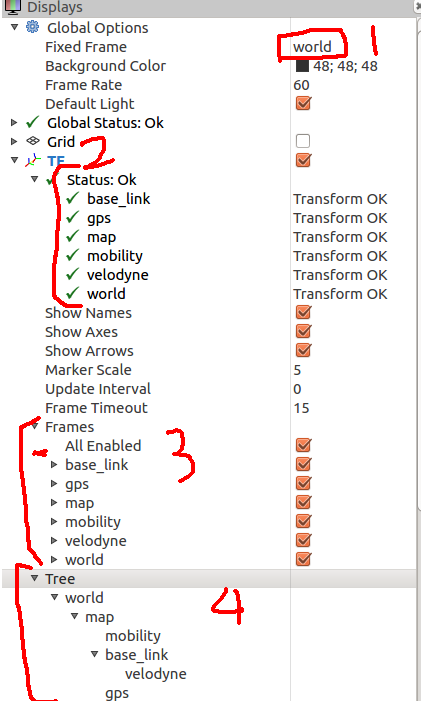 Displays
Global Options
Fixed Frame world 1
Background Color 48; 48; 48
Frame Rate 60
Default Light
Global Status: Ok
Grid
2
TF
Status: Ok
base_link Transform OK
gps Transform OK
map Transform OK
mobility Transform OK
velodyne Transform OK
world Transform OK
Show Names
Show Axes
Show Arrows
Marker Scale 5
Update Interval 0
Frame Timeout 15
Frames
All Enabled
3
base_link
gps
map
mobility
velodyne
world
Tree
world
4
map
mobility
base_link
velodyne
gps